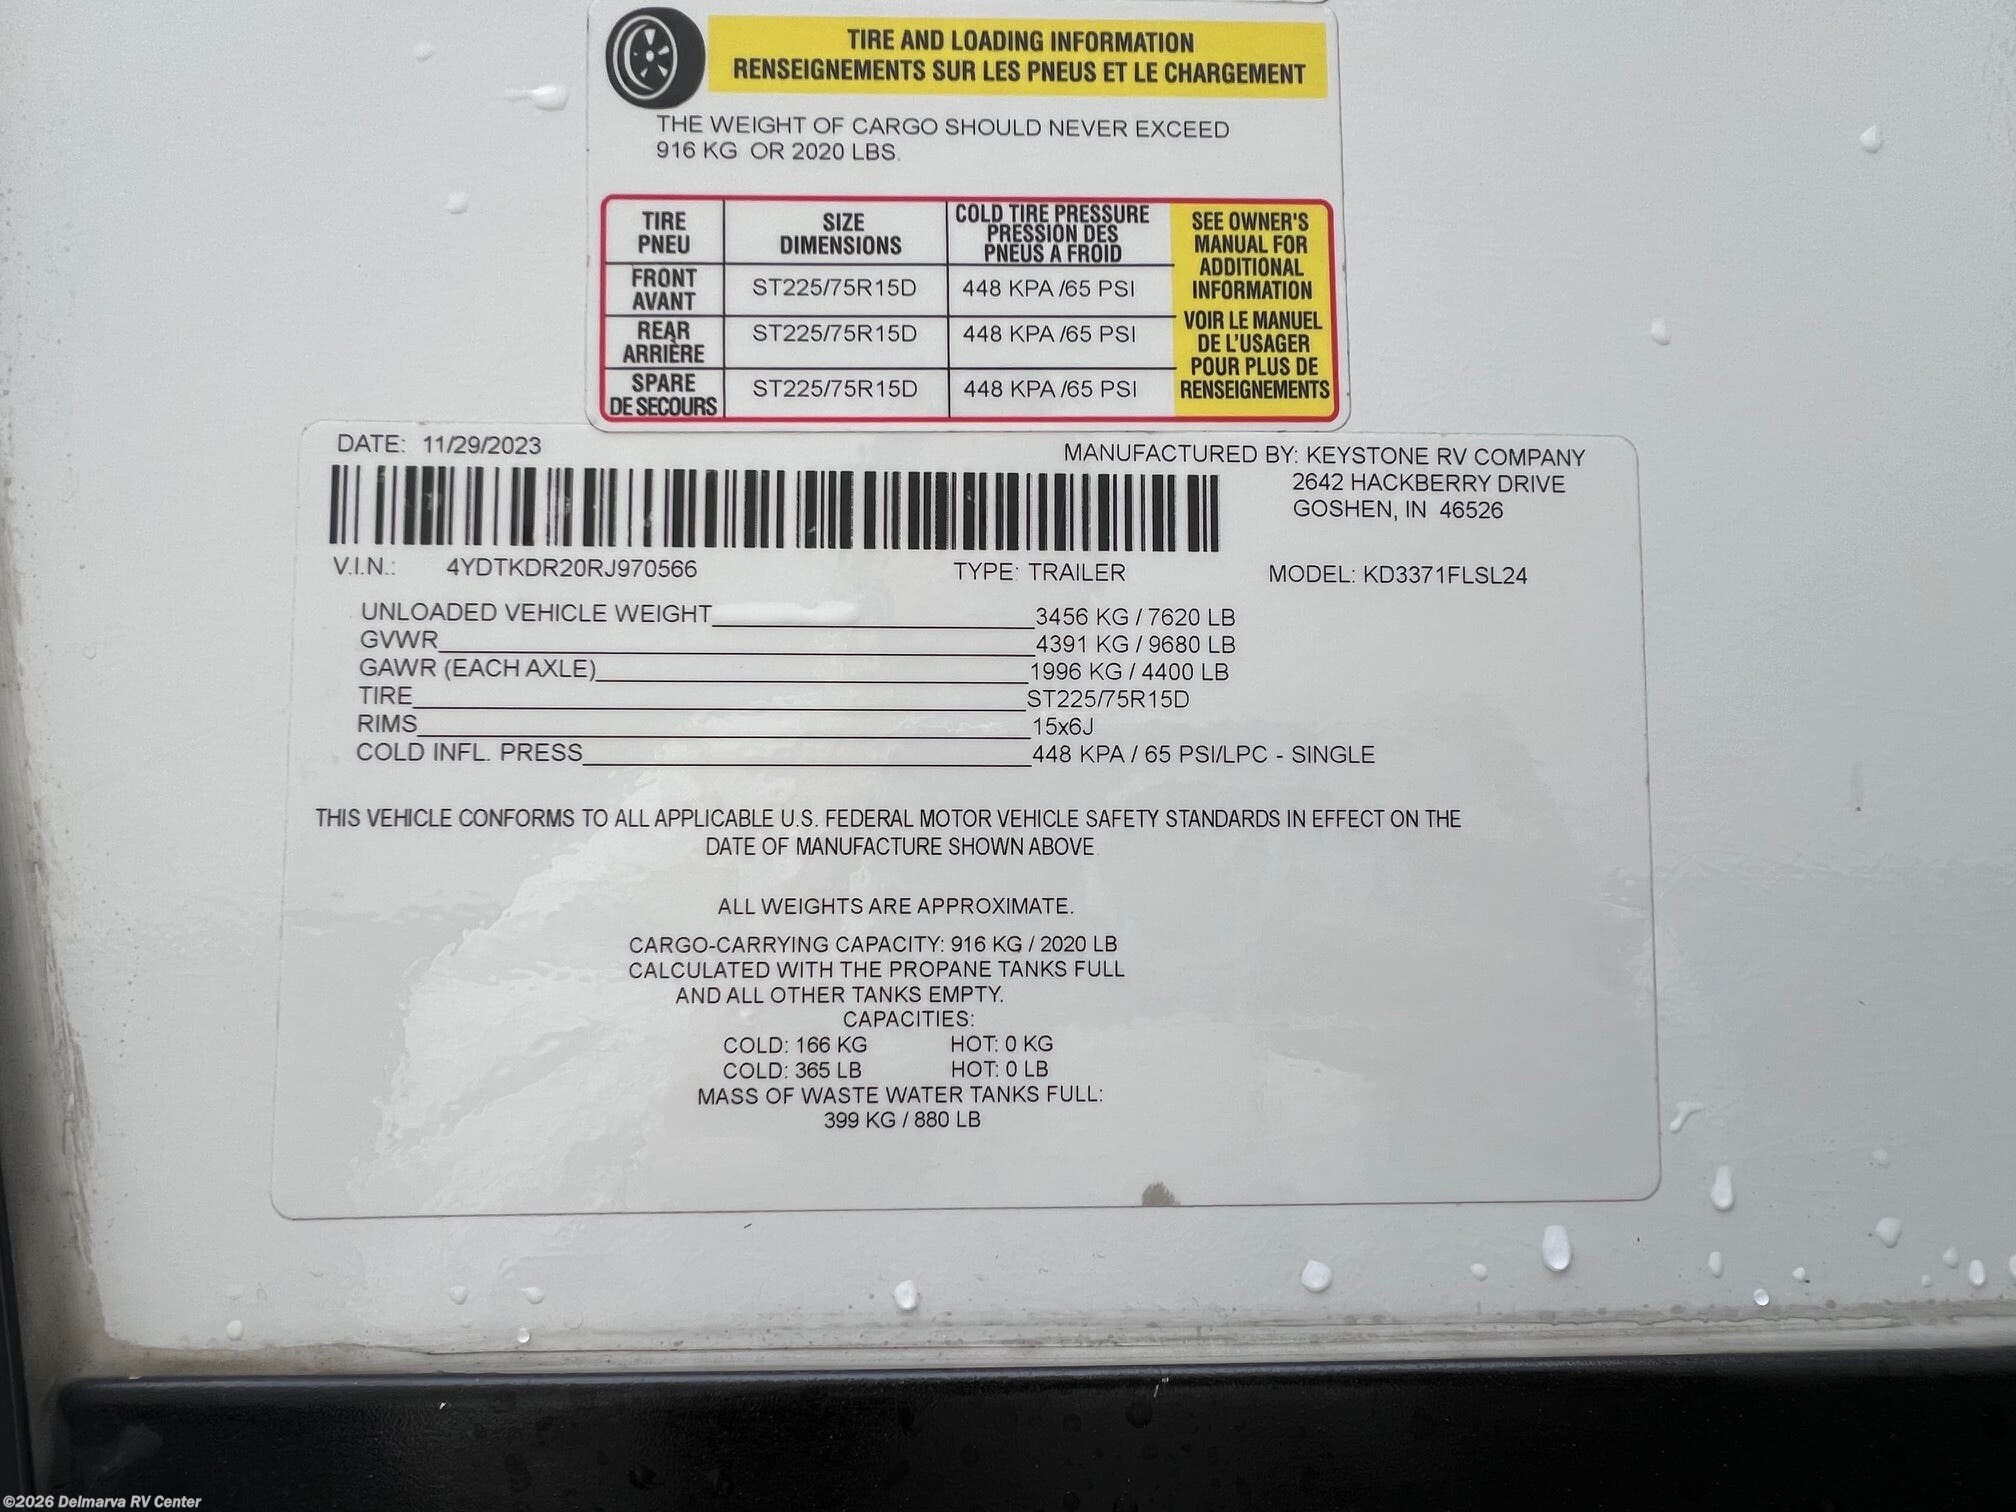 TIRE AND LOADING INFORMATION
RENSEIGNEMENTS SUR LES PNEUS ET LE CHARGEMENT
THE WEIGHT OF CARGO SHOULD NEVER EXCEED
916 KG OR 2020 LBS.
TIRE PNEU SIZE DIMENSIONS COLD TIRE PRESSURE PRESSION DES PNEUS A FROID
FRONT AVANT ST225/75R15D 448 KPA /65 PSI
REAR ARRIÈRE ST225/75R15D 448 KPA /65 PSI
SPARE DE SECOURS ST225/75R15D 448 KPA /65 PSI
SEE OWNER'S
MANUAL FOR
ADDITIONAL
INFORMATION
VOIR LE MANUEL
DE L'USAGER
POUR PLUS DE
RENSEIGNEMENTS
DATE: 11/29/2023
MANUFACTURED BY: KEYSTONE RV COMPANY
2642 HACKBERRY DRIVE
GOSHEN, IN 46526
V.I.N.: 4YDTKDR20RJ970566 TYPE: TRAILER MODEL: KD3371FLSL24
UNLOADED VEHICLE WEIGHT 3456 KG / 7620 LB
GVWR 4391 KG / 9680 LB
GAWR (EACH AXLE) 1996 KG / 4400 LB
TIRE ST225/75R15D
RIMS 15x6J
COLD INFL. PRESS 448 KPA / 65 PSI/LPC - SINGLE
THIS VEHICLE CONFORMS TO ALL APPLICABLE U.S. FEDERAL MOTOR VEHICLE SAFETY STANDARDS IN EFFECT ON THE
DATE OF MANUFACTURE SHOWN ABOVE
ALL WEIGHTS ARE APPROXIMATE.
CARGO-CARRYING CAPACITY: 916 KG / 2020 LB
CALCULATED WITH THE PROPANE TANKS FULL
AND ALL OTHER TANKS EMPTY.
CAPACITIES:
COLD: 166 KG HOT: 0 KG
COLD: 365 LB HOT: 0 LB
MASS OF WASTE WATER TANKS FULL:
399 KG / 880 LB
©2026 Delmarva RV Center